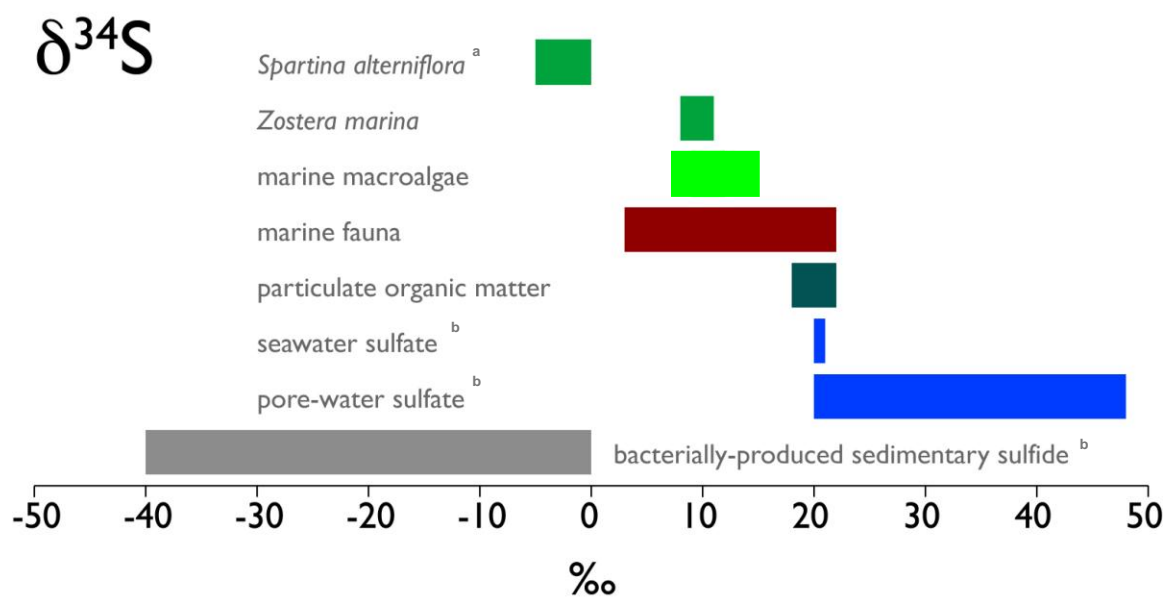 δ³⁴S
Spartina alterniflora ᵃ
Zostera marina
marine macroalgae
marine fauna
particulate organic matter
seawater sulfate ᵇ
pore-water sulfate ᵇ
bacterially-produced sedimentary sulfide ᵇ
-50 -40 -30 -20 -10 0 10 20 30 40 50
‰